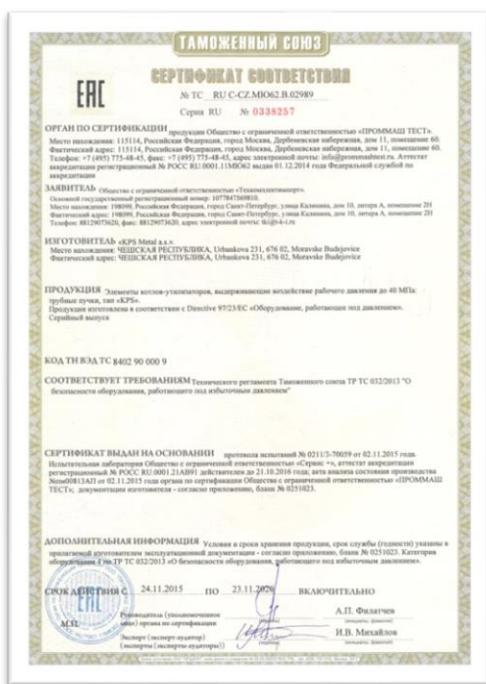 ТАМОЖЕННЫЙ СОЮЗ
СЕРТИФИКАТ СООТВЕТСТВИЯ
EAC
№ ТС RU C-CZ.МЮ62.В.02989
Серия RU № 0338257
ОРГАН ПО СЕРТИФИКАЦИИ продукции Общество с ограниченной ответственностью «ПРОММАШ ТЕСТ».
Место нахождения: 115114, Российская Федерация, город Москва, Дербеневская набережная, дом 11, помещение 60.
Фактический адрес: 115114, Российская Федерация, город Москва, Дербеневская набережная, дом 11, помещение 60.
Телефон: +7 (495) 775-48-45, факс: +7 (495) 775-48-45, адрес электронной почты: info@prommashtest.ru. Аттестат
аккредитации регистрационный № РОСС RU.0001.11МЮ62 выдан 01.12.2014 года Федеральной службой по
аккредитации
ЗАЯВИТЕЛЬ Общество с ограниченной ответственностью
Основной государственный регистрационный номер: 1077847569810.
Место нахождения: 198099, Российская Федерация, город Санкт-Петербург, улица Калинина, дом 10, литера А, помещение 2Н
Фактический адрес: 198099, Российская Федерация, город Санкт-Петербург, улица Калинина, дом 10, литера А, помещение 2Н
Телефон: 88129073620, факс: 88129073620, адрес электронной почты:
ИЗГОТОВИТЕЛЬ «KPS Metal a.s.».
Место нахождения: ЧЕШСКАЯ РЕСПУБЛИКА, Urbankova 231, 676 02, Moravske Budejovice
Фактический адрес: ЧЕШСКАЯ РЕСПУБЛИКА, Urbankova 231, 676 02, Moravske Budejovice
ПРОДУКЦИЯ Элементы котлов-утилизаторов, выдерживающих воздействие рабочего давления до 40 МПа:
трубные пучки, тип «KPS».
Продукция изготовлена в соответствии с Directive 97/23/ЕС «Оборудование, работающее под давлением».
Серийный выпуск
КОД ТН ВЭД ТС 8402 90 000 9
СООТВЕТСТВУЕТ ТРЕБОВАНИЯМ Технического регламента Таможенного союза ТР ТС 032/2013 "О
безопасности оборудования, работающего под избыточным давлением"
СЕРТИФИКАТ ВЫДАН НА ОСНОВАНИИ протокола испытаний № 0211/3-70059 от 02.11.2015 года.
Испытательная лаборатория Общество с ограниченной ответственностью «Сервис +», аттестат аккредитации
регистрационный № РОСС RU.0001.21АВ91 действителен до 21.10.2016 года; акта анализа состояния производства
от 02.11.2015 года органа по сертификации Общество с ограниченной ответственностью «ПРОММАШ
ТЕСТ»; документации изготовителя - согласно приложению, бланк № 0251023.
ДОПОЛНИТЕЛЬНАЯ ИНФОРМАЦИЯ Условия и сроки хранения продукции, срок службы (годности) указаны в
прилагаемой изготовителем эксплуатационной документации - согласно приложению, бланк № 0251023. Категория
оборудования 4 по ТР ТС 032/2013 «О безопасности оборудования, работающего под избыточным давлением».
СРОК ДЕЙСТВИЯ С 24.11.2015 ПО 23.11.2020 ВКЛЮЧИТЕЛЬНО
EAC
М.П.
Руководитель (уполномоченное
лицо) органа по сертификации
А.П. Филатчев
Эксперт (эксперт-аудитор)
(эксперты (эксперты-аудиторы))
И.В. Михайлов